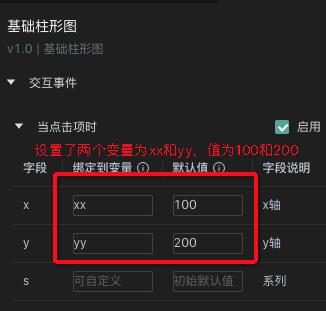 基础柱形图
v1.0 | 基础柱形图
交互事件
当点击项时 启用
设置了两个变量为xx和yy，值为100和200
字段 绑定到变量 默认值 字段说明
x xx 100 x轴
y yy 200 y轴
s 可自定义 初始默认值 系列